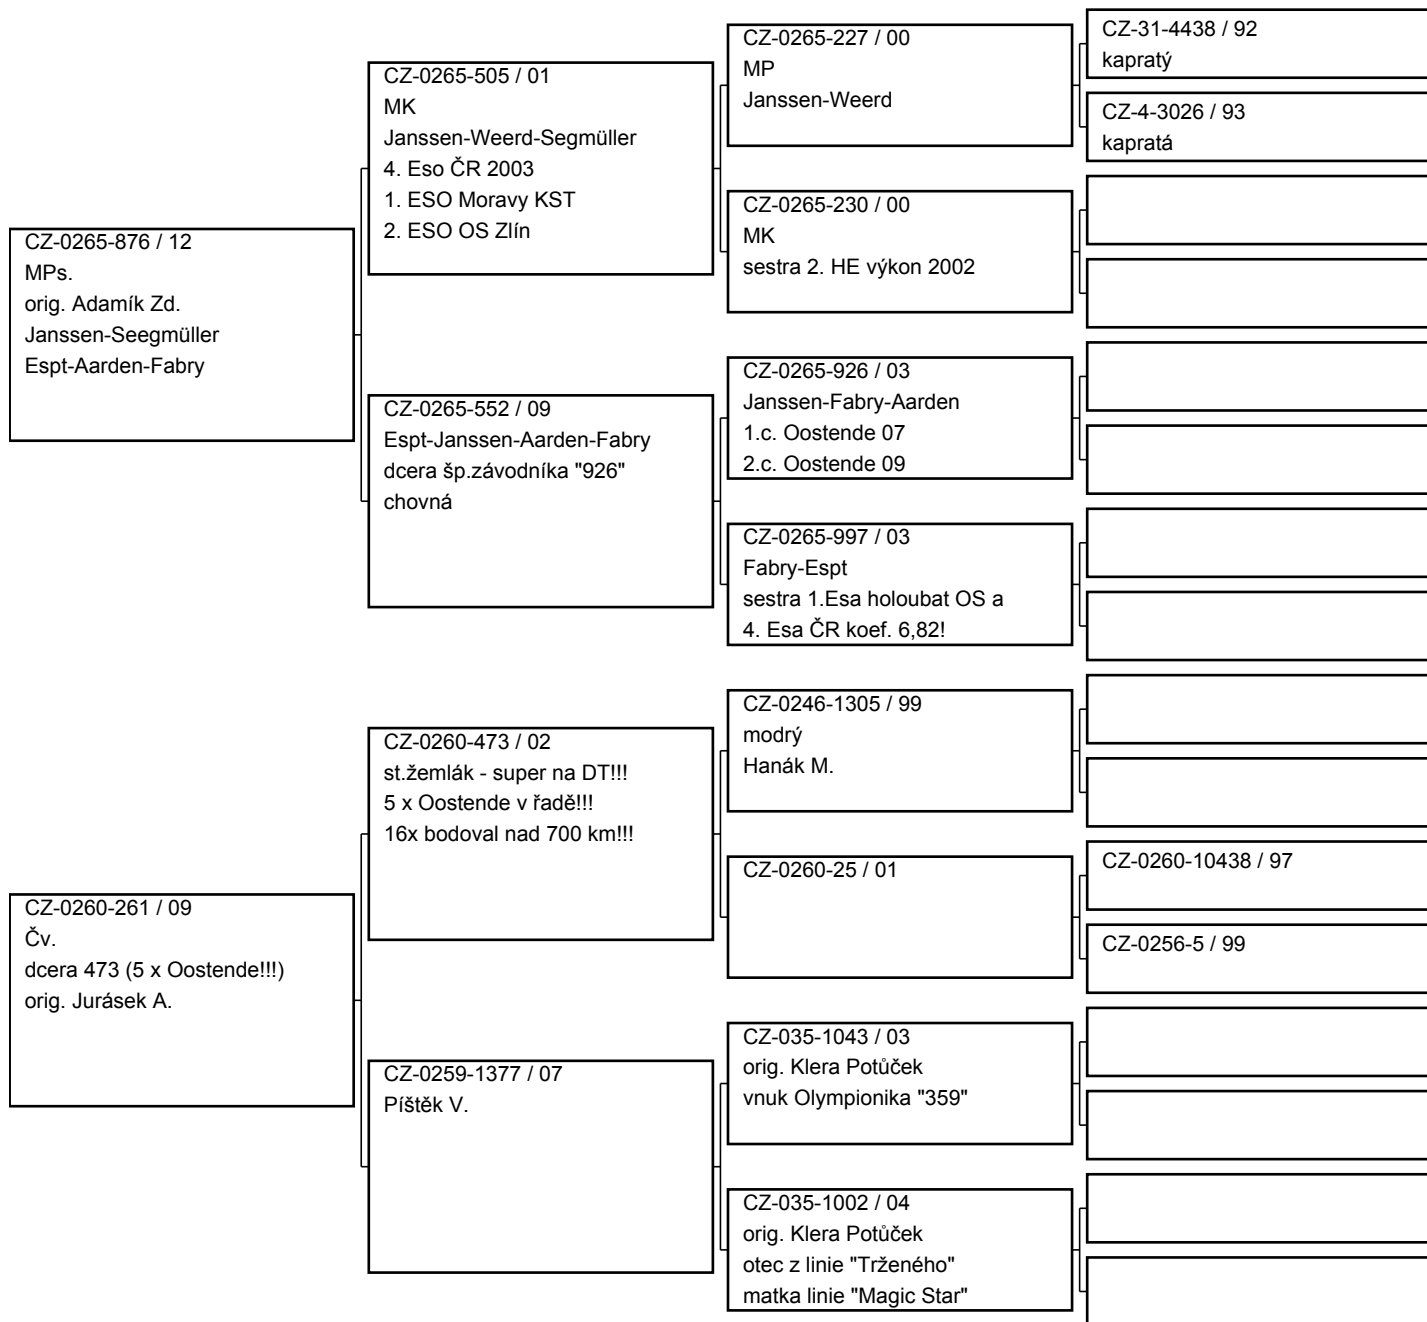 CZ-0265-876 / 12
MPs.
orig. Adamík Zd.
Janssen-Seegmüller
Espt-Aarden-Fabry
CZ-0260-261 / 09
Čv.
dcera 473 (5 x Oostende!!!)
orig. Jurásek A.
CZ-0265-505 / 01
MK
Janssen-Weerd-Segmüller
4. Eso ČR 2003
1. ESO Moravy KST
2. ESO OS Zlín
CZ-0265-552 / 09
Espt-Janssen-Aarden-Fabry
dcera šp.závodníka "926"
chovná
CZ-0260-473 / 02
st.žemlák - super na DT!!!
5 x Oostende v řadě!!!
16x bodoval nad 700 km!!!
CZ-0259-1377 / 07
Píštěk V.
CZ-0265-227 / 00
MP
Janssen-Weerd
CZ-0265-230 / 00
MK
sestra 2. HE výkon 2002
CZ-0265-926 / 03
Janssen-Fabry-Aarden
1.c. Oostende 07
2.c. Oostende 09
CZ-0265-997 / 03
Fabry-Espt
sestra 1.Esa holoubat OS a
4. Esa ČR koef. 6,82!
CZ-0246-1305 / 99
modrý
Hanák M.
CZ-0260-25 / 01
CZ-035-1043 / 03
orig. Klera Potůček
vnuk Olympionika "359"
CZ-035-1002 / 04
orig. Klera Potůček
otec z linie "Trženého"
matka linie "Magic Star"
CZ-31-4438 / 92
kapratý
CZ-4-3026 / 93
kapratá
CZ-0260-10438 / 97
CZ-0256-5 / 99